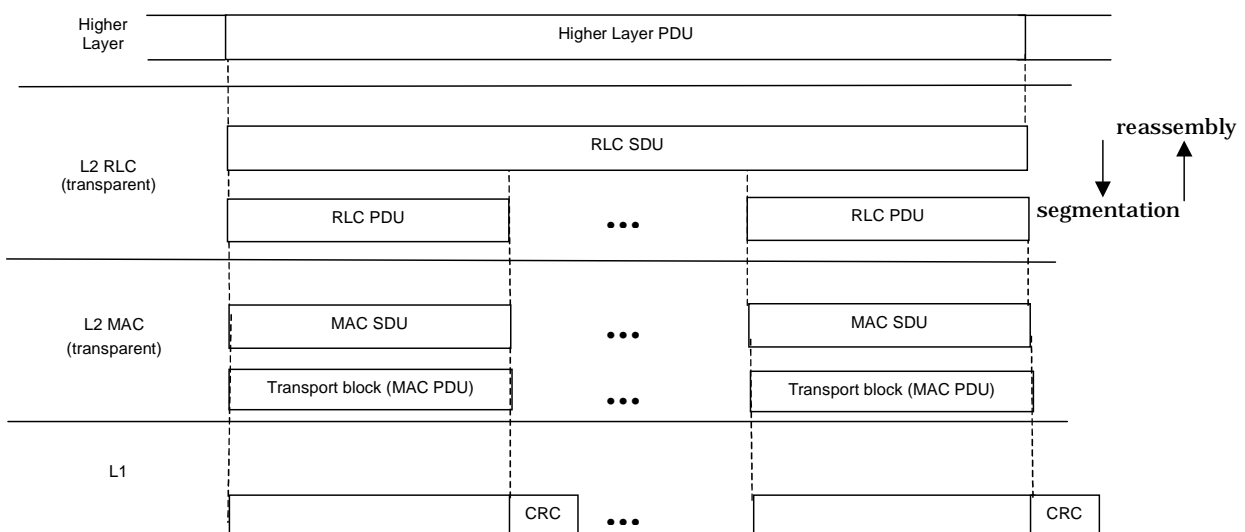 Higher
Layer
Higher Layer PDU
reassembly
RLC SDU
L2 RLC
(transparent)
RLC PDU
•••
RLC PDU
segmentation
L2 MAC
(transparent)
MAC SDU
•••
MAC SDU
Transport block (MAC PDU)
•••
Transport block (MAC PDU)
L1
CRC
•••
CRC